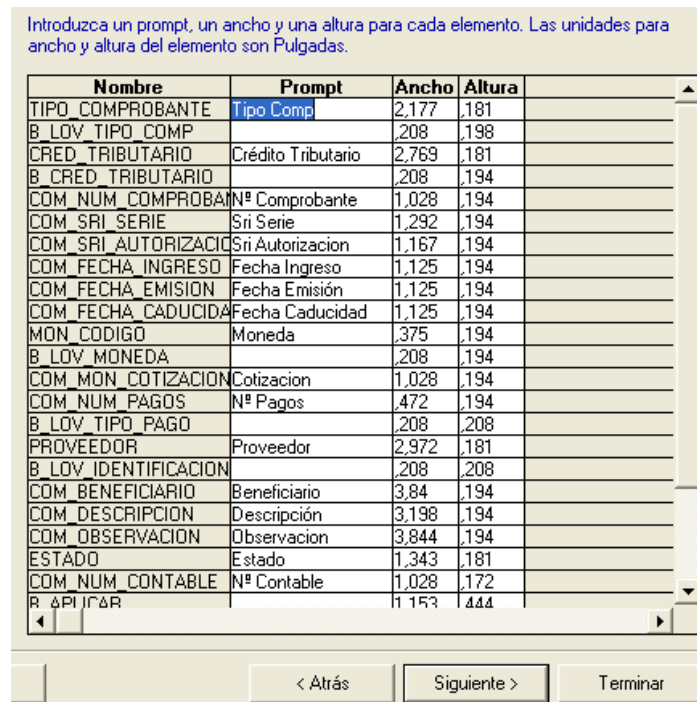 Introduzca un prompt, un ancho y una altura para cada elemento. Las unidades para
ancho y altura del elemento son Pulgadas.
Nombre Prompt Ancho Altura
TIPO_COMPROBANTE Tipo Comp 2,177 ,181
B_LOV_TIPO_COMP ,208 ,198
CRED_TRIBUTARIO Crédito Tributario 2,769 ,181
B_CRED_TRIBUTARIO ,208 ,194
COM_NUM_COMPROBAN Nº Comprobante 1,028 ,194
COM_SRI_SERIE Sri Serie 1,292 ,194
COM_SRI_AUTORIZACIO Sri Autorizacion 1,167 ,194
COM_FECHA_INGRESO Fecha Ingreso 1,125 ,194
COM_FECHA_EMISION Fecha Emisión 1,125 ,194
COM_FECHA_CADUCIDA Fecha Caducidad 1,125 ,194
MON_CODIGO Moneda ,375 ,194
B_LOV_MONEDA ,208 ,194
COM_MON_COTIZACION Cotizacion 1,028 ,194
COM_NUM_PAGOS Nº Pagos ,472 ,194
B_LOV_TIPO_PAGO ,208 ,208
PROVEEDOR Proveedor 2,972 ,181
B_LOV_IDENTIFICACION ,208 ,208
COM_BENEFICIARIO Beneficiario 3,84 ,194
COM_DESCRIPCION Descripción 3,198 ,194
COM_OBSERVACION Observacion 3,844 ,194
ESTADO Estado 1,343 ,181
COM_NUM_CONTABLE Nº Contable 1,028 ,172
B_APLICAR 1,153 ,444
< Atrás Siguiente > Terminar